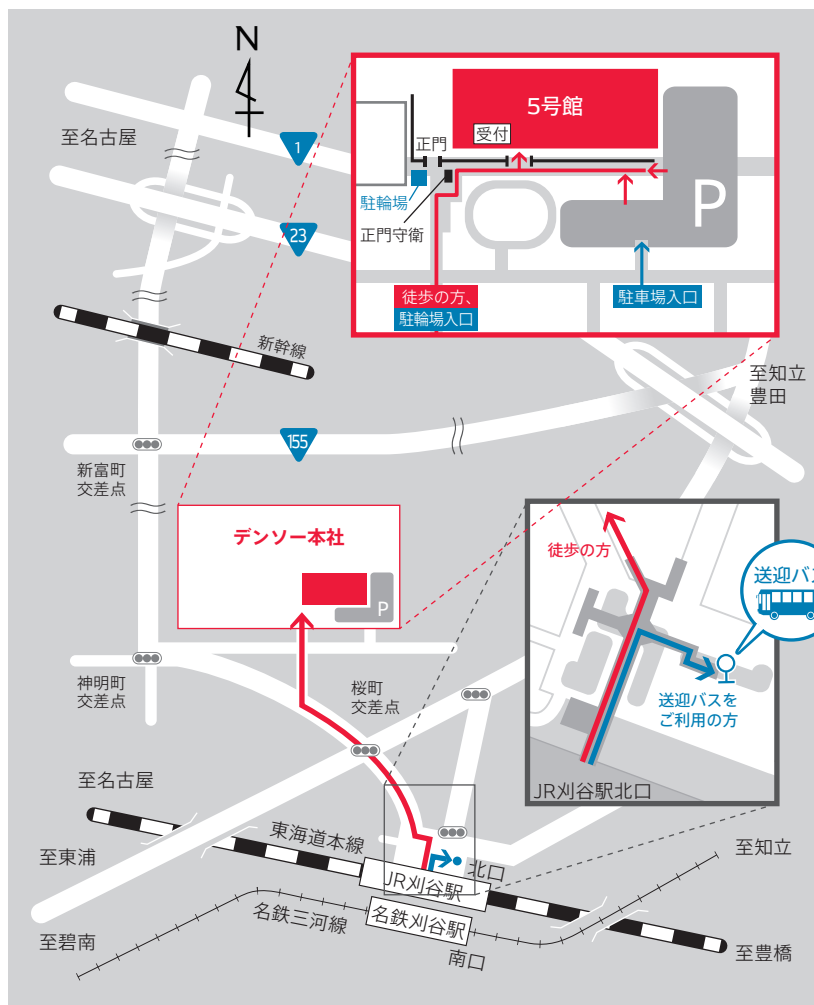 N
至名古屋
1
23
新幹線
5号館
受付
正門
駐輪場
正門守衛
P
徒歩の方、
駐輪場入口
駐車場入口
至知立
豊田
155
新富町
交差点
デンソー本社
P
神明町
交差点
桜町
交差点
徒歩の方
送迎バ
送迎バスを
ご利用の方
JR刈谷駅北口
至名古屋
東海道本線
至東浦
北口
JR刈谷駅
至知立
名鉄三河線
名鉄刈谷駅
至碧南
南口
至豊橋